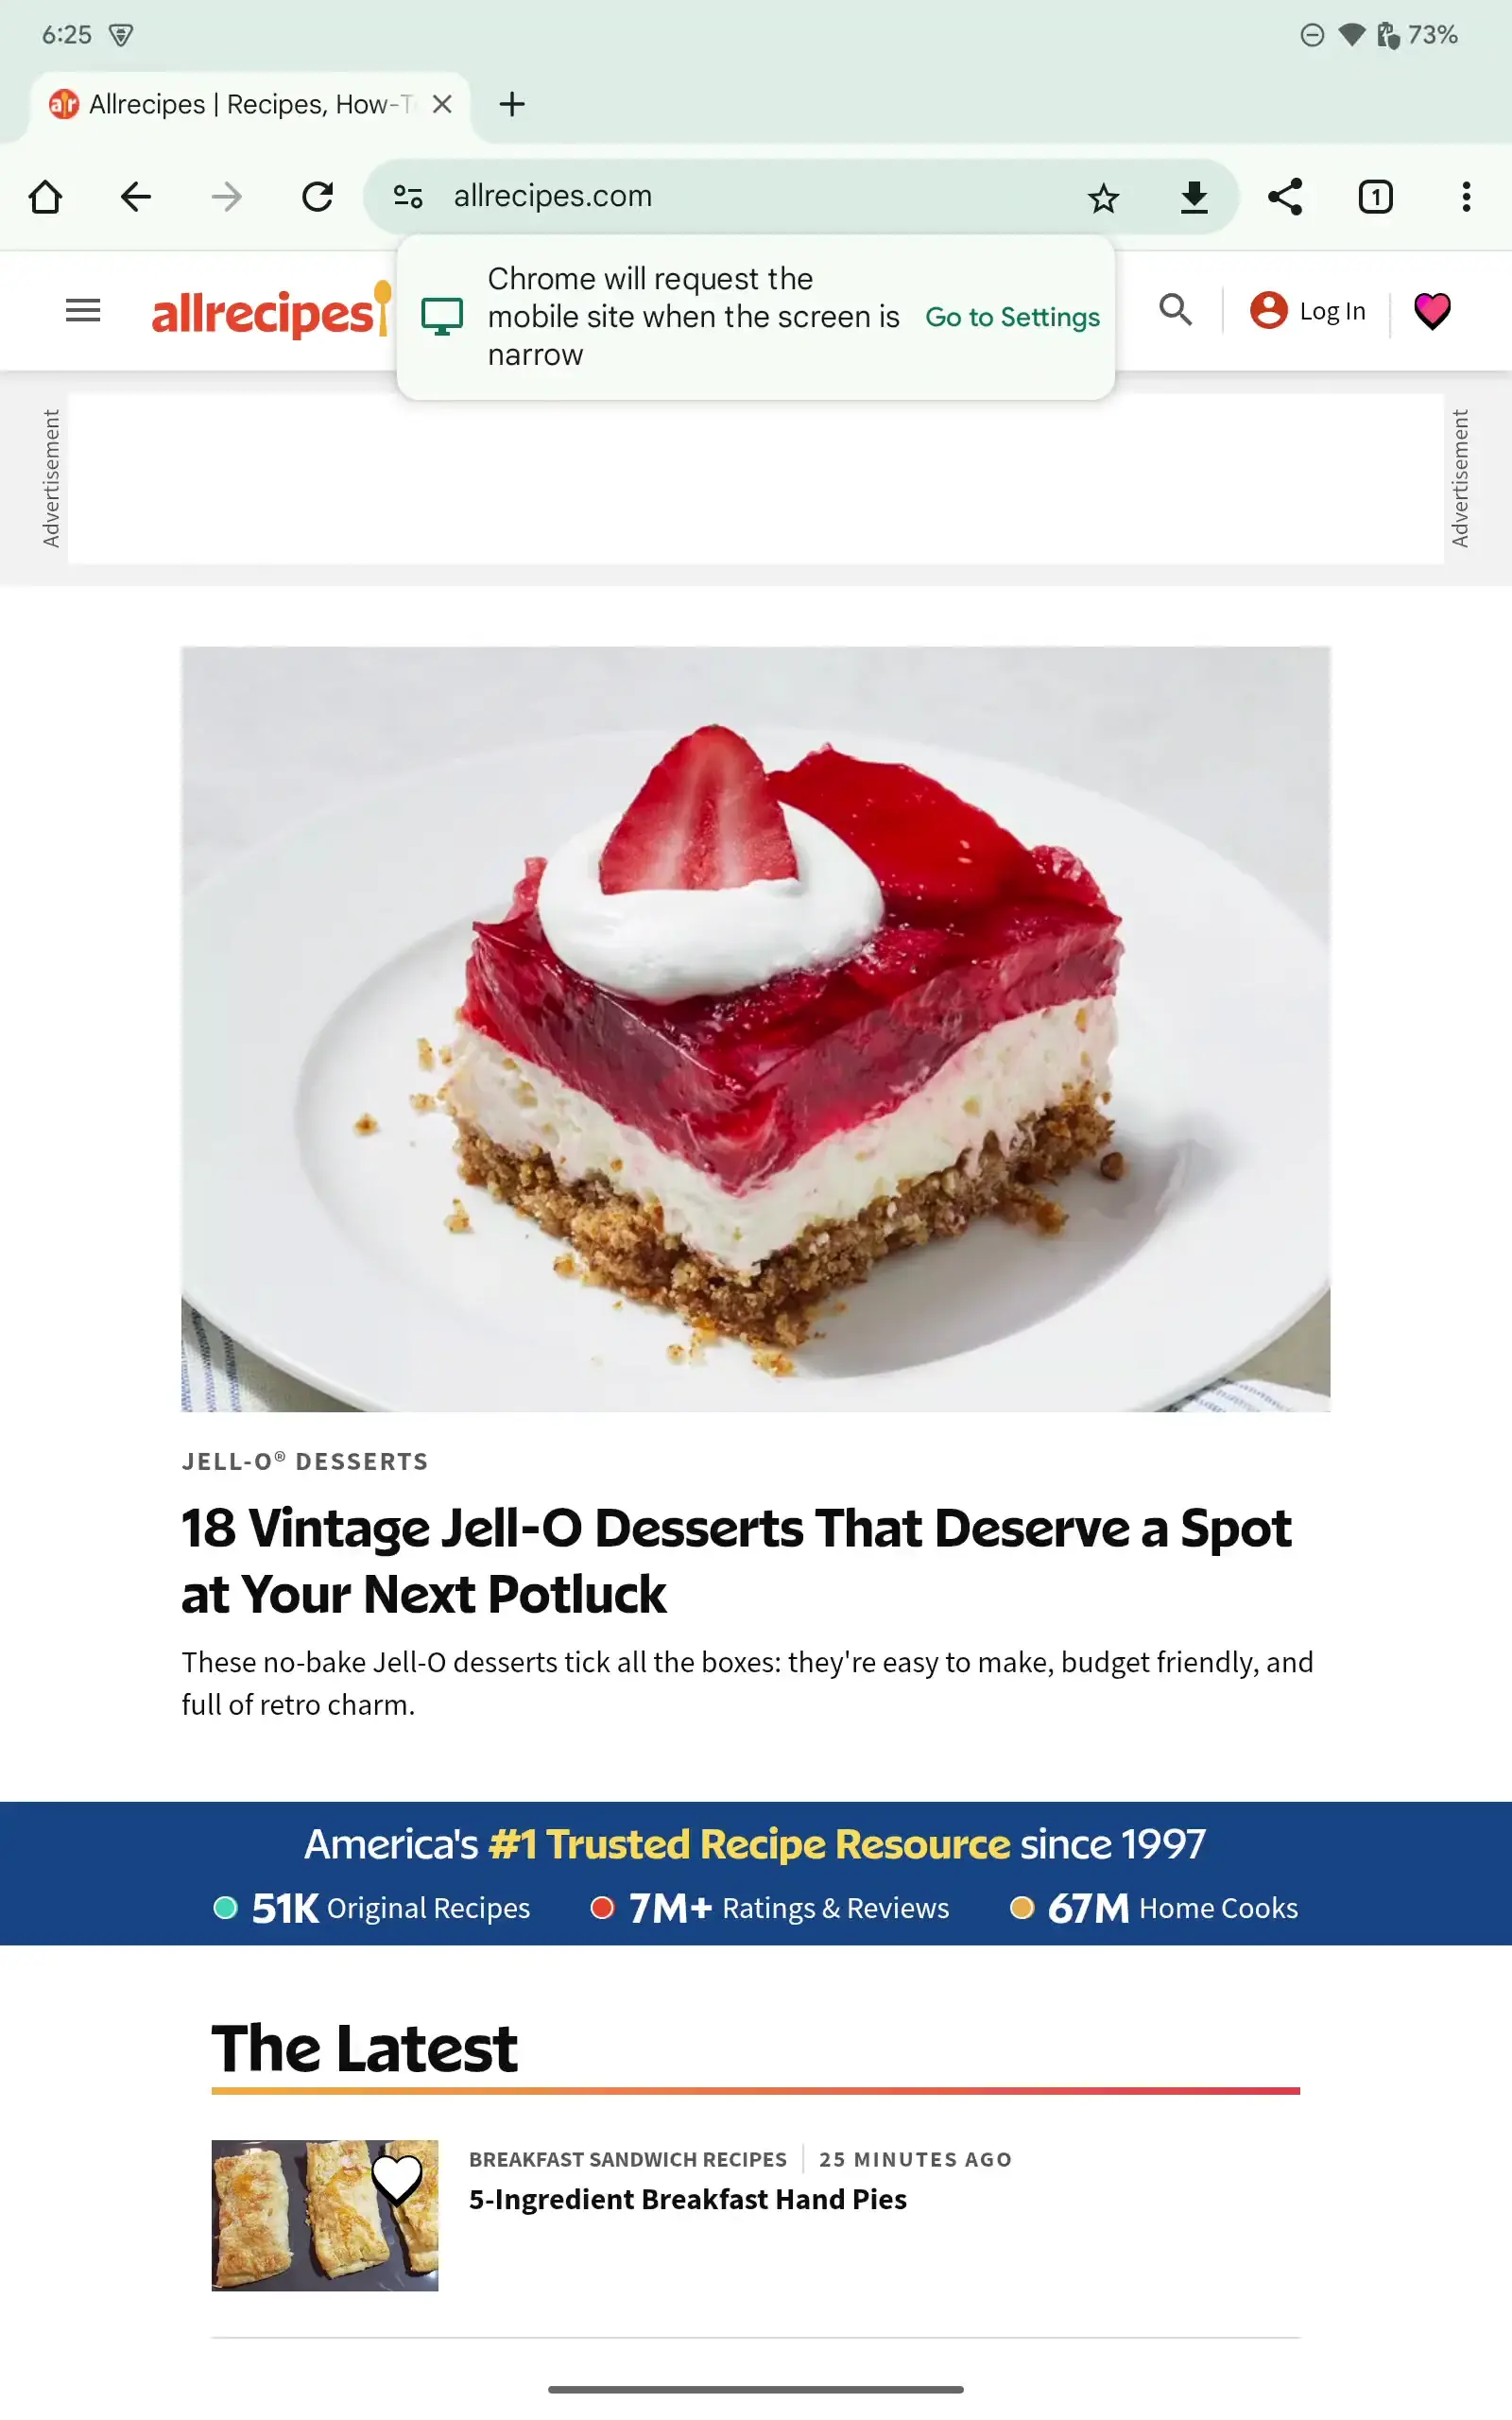 6:25
73%
Allrecipes | Recipes, How-T
allrecipes.com
1
Chrome will request the
mobile site when the screen is
narrow
Go to Settings
allrecipes
Log In
Advertisement
Advertisement
JELL-O® DESSERTS
18 Vintage Jell-O Desserts That Deserve a Spot
at Your Next Potluck
These no-bake Jell-O desserts tick all the boxes: they're easy to make, budget friendly, and
full of retro charm.
America's #1 Trusted Recipe Resource since 1997
51K Original Recipes 7M+ Ratings & Reviews 67M Home Cooks
The Latest
BREAKFAST SANDWICH RECIPES 25 MINUTES AGO
5-Ingredient Breakfast Hand Pies